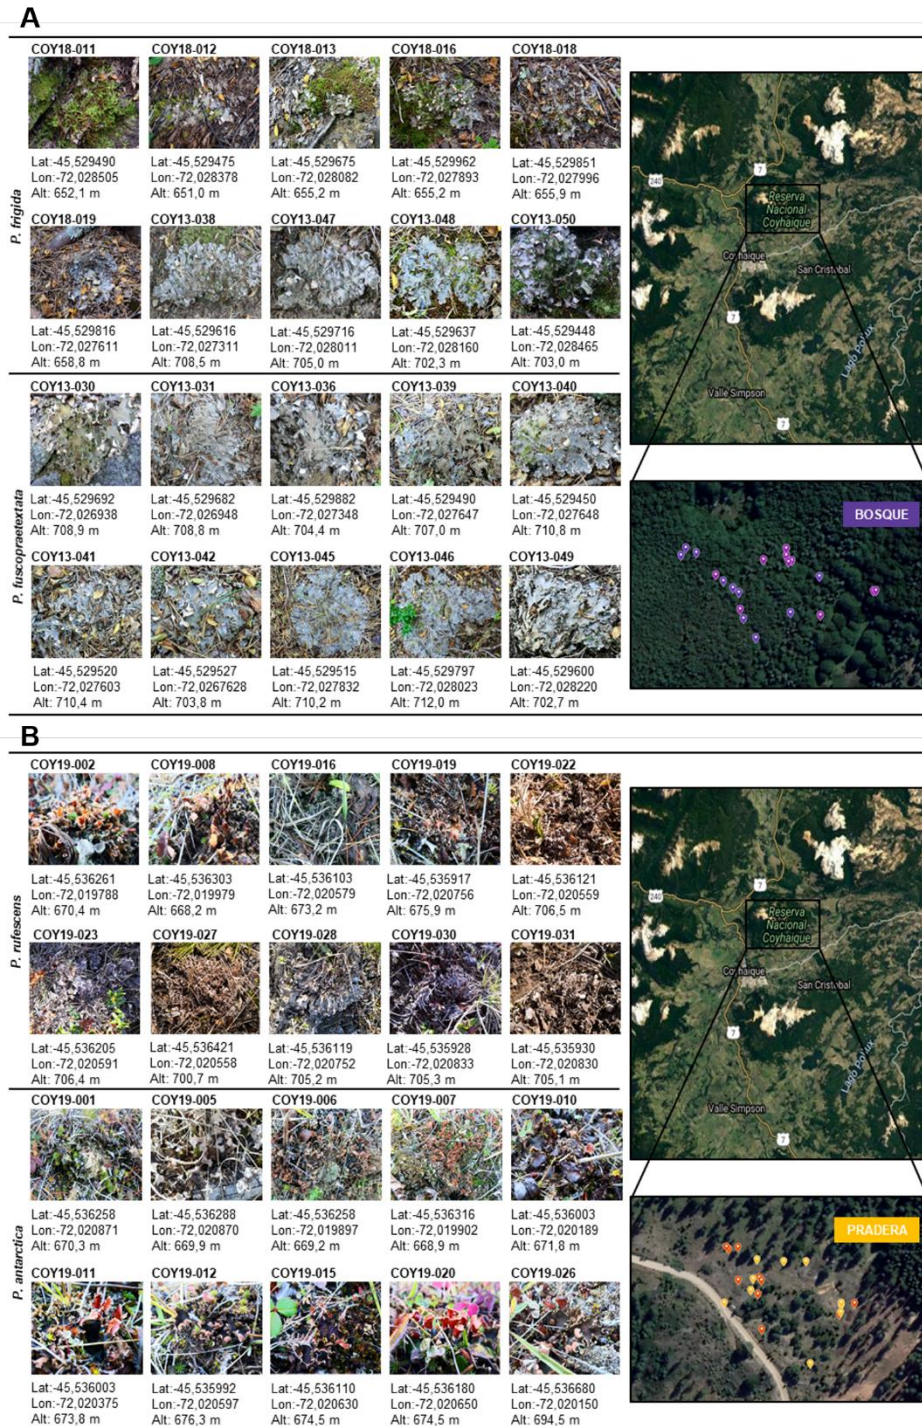 A
COY18-011 COY18-012 COY18-013 COY18-016 COY18-018
Lat:-45,529490 Lat:-45,529475 Lat:-45,529675 Lat:-45,529962 Lat:-45,529851
Lon:-72,028505 Lon:-72,028378 Lon:-72,028082 Lon:-72,027893 Lon:-72,027996
Alt: 652,1 m Alt: 651,0 m Alt: 655,2 m Alt: 655,2 m Alt: 655,9 m
P. frigida
COY18-019 COY13-038 COY13-047 COY13-048 COY13-050
Lat:-45,529816 Lat:-45,529616 Lat:-45,529716 Lat:-45,529637 Lat:-45,529448
Lon:-72,027611 Lon:-72,027311 Lon:-72,028011 Lon:-72,028160 Lon:-72,028465
Alt: 658,8 m Alt: 708,5 m Alt: 705,0 m Alt: 702,3 m Alt: 703,0 m
COY13-030 COY13-031 COY13-036 COY13-039 COY13-040
Lat:-45,529692 Lat:-45,529682 Lat:-45,529882 Lat:-45,529490 Lat:-45,529450
Lon:-72,026938 Lon:-72,026948 Lon:-72,027348 Lon:-72,027647 Lon:-72,027648
Alt: 708,9 m Alt: 708,8 m Alt: 704,4 m Alt: 707,0 m Alt: 710,8 m
P. fuscopraetextata
COY13-041 COY13-042 COY13-045 COY13-046 COY13-049
Lat:-45,529520 Lat:-45,529527 Lat:-45,529515 Lat:-45,529797 Lat:-45,529600
Lon:-72,027603 Lon:-72,0267628 Lon:-72,027832 Lon:-72,028023 Lon:-72,028220
Alt: 710,4 m Alt: 703,8 m Alt: 710,2 m Alt: 712,0 m Alt: 702,7 m
7
240
Reserva
Nacional
Coyhaique
Coyhaique
San Cristobal
7
Lago Pollux
Valle Simpson
7
BOSQUE
B
COY19-002 COY19-008 COY19-016 COY19-019 COY19-022
Lat:-45,536261 Lat:-45,536303 Lat:-45,536103 Lat:-45,535917 Lat:-45,536121
Lon:-72,019788 Lon:-72,019979 Lon:-72,020579 Lon:-72,020756 Lon:-72,020559
Alt: 670,4 m Alt: 668,2 m Alt: 673,2 m Alt: 675,9 m Alt: 706,5 m
P. rufescens
COY19-023 COY19-027 COY19-028 COY19-030 COY19-031
Lat:-45,536205 Lat:-45,536421 Lat:-45,536119 Lat:-45,535928 Lat:-45,535930
Lon:-72,020591 Lon:-72,020558 Lon:-72,020752 Lon:-72,020833 Lon:-72,020830
Alt: 706,4 m Alt: 700,7 m Alt: 705,2 m Alt: 705,3 m Alt: 705,1 m
COY19-001 COY19-005 COY19-006 COY19-007 COY19-010
Lat:-45,536258 Lat:-45,536288 Lat:-45,536258 Lat:-45,536316 Lat:-45,536003
Lon:-72,020871 Lon:-72,020870 Lon:-72,019897 Lon:-72,019902 Lon:-72,020189
Alt: 670,3 m Alt: 669,9 m Alt: 669,2 m Alt: 668,9 m Alt: 671,8 m
P. antarctica
COY19-011 COY19-012 COY19-015 COY19-020 COY19-026
Lat:-45,536003 Lat:-45,535992 Lat:-45,536110 Lat:-45,536180 Lat:-45,536680
Lon:-72,020375 Lon:-72,020597 Lon:-72,020630 Lon:-72,020650 Lon:-72,020150
Alt: 673,8 m Alt: 676,3 m Alt: 674,5 m Alt: 674,5 m Alt: 694,5 m
7
240
Reserva
Nacional
Coyhaique
Coyhaique
San Cristobal
7
Lago Pollux
Valle Simpson
7
PRADERA